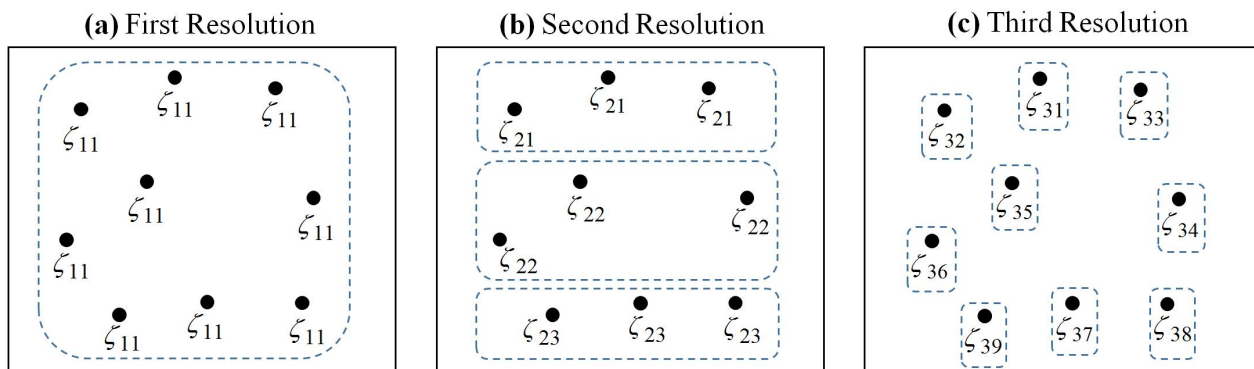 (a) First Resolution
(b) Second Resolution
(c) Third Resolution
ζ11
ζ11
ζ11
ζ11
ζ11
ζ11
ζ11
ζ11
ζ11
ζ21
ζ21
ζ21
ζ22
ζ22
ζ22
ζ23
ζ23
ζ23
ζ31
ζ33
ζ32
ζ35
ζ34
ζ36
ζ37
ζ38
ζ39